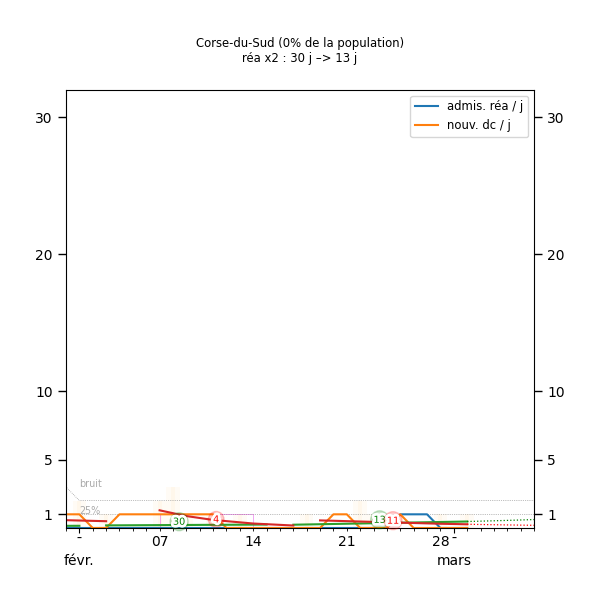 Corse-du-Sud (0% de la population)
réa x2 : 30 j –> 13 j
admis. réa / j
nouv. dc / j
30
30
20
20
10
10
5
5
bruit
25%
1
1
30
4
13
11
07
14
21
28
févr.
mars